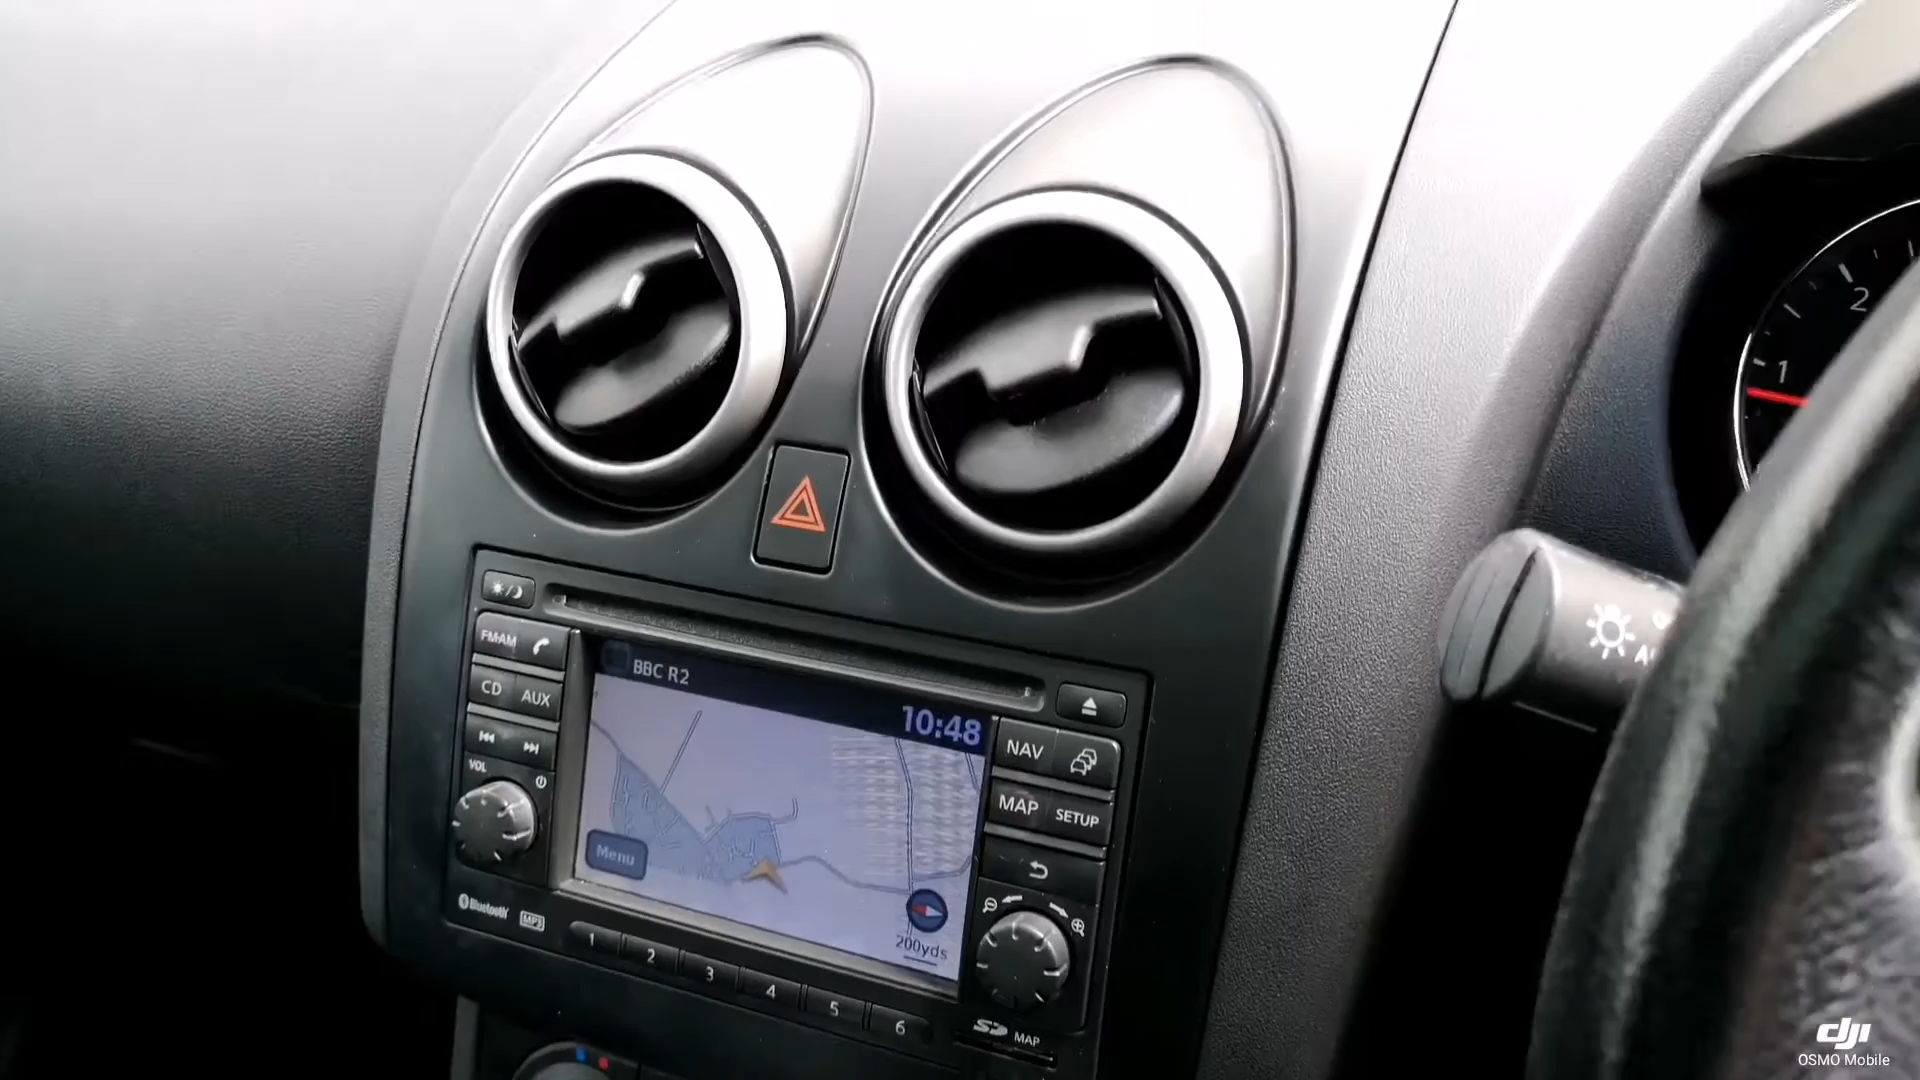 2
1
FM·AM
CD AUX
VOL
BBC R2
10:48
Menu
200yds
NAV
MAP SETUP
Bluetooth MP3
1 2 3 4 5 6
SD MAP
dji
OSMO Mobile